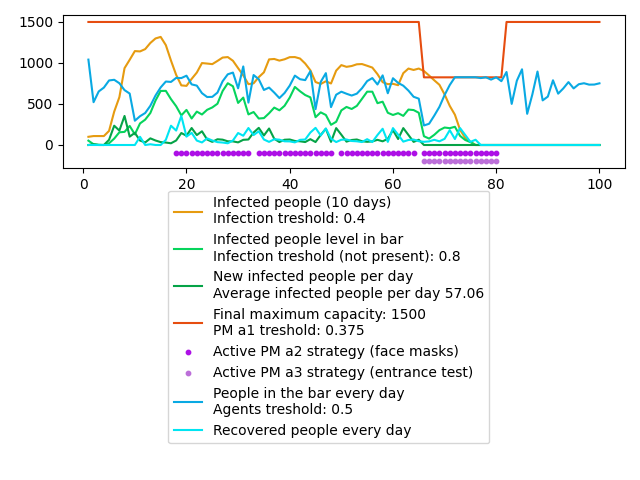 1500
1000
500
0
0
20
40
60
80
100
Infected people (10 days)
Infection treshold: 0.4
Infected people level in bar
Infection treshold (not present): 0.8
New infected people per day
Average infected people per day 57.06
Final maximum capacity: 1500
PM a1 treshold: 0.375
Active PM a2 strategy (face masks)
Active PM a3 strategy (entrance test)
People in the bar every day
Agents treshold: 0.5
Recovered people every day